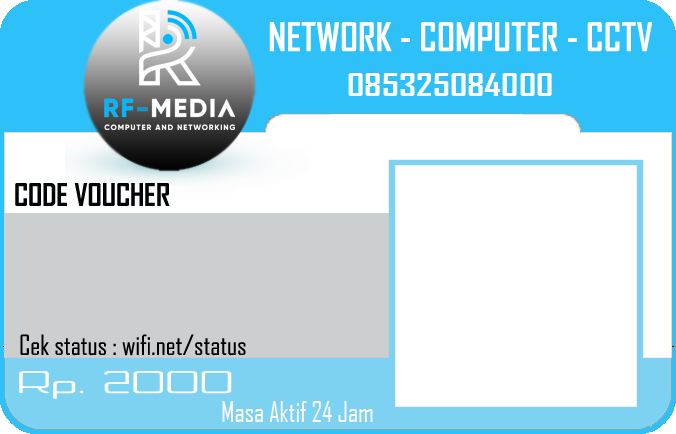 NETWORK - COMPUTER - CCTV
085325084000
RF-MEDIA
COMPUTER AND NETWORKING
CODE VOUCHER
Cek status : wifi.net/status
Rp. 2000
Masa Aktif 24 Jam